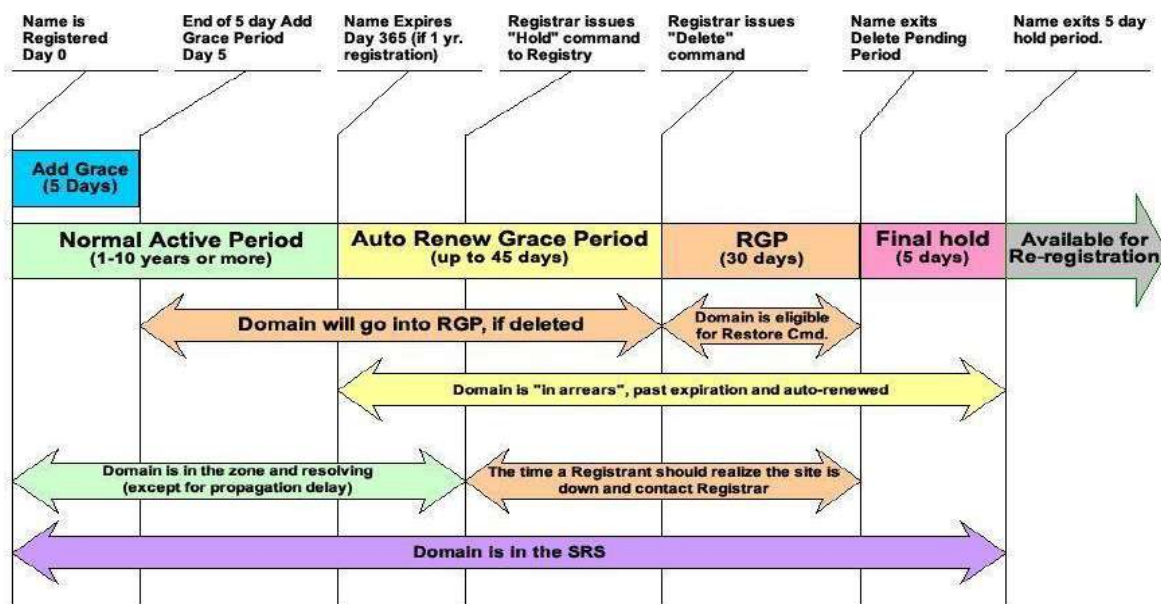 Name is
Registered
Day 0
End of 5 day Add
Grace Period
Day 5
Name Expires
Day 365 (if 1 yr.
registration)
Registrar issues
"Hold" command
to Registry
Registrar issues
"Delete"
command
Name exits
Delete Pending
Period
Name exits 5 day
hold period.
Add Grace
(5 Days)
Normal Active Period
(1-10 years or more)
Auto Renew Grace Period
(up to 45 days)
RGP
(30 days)
Final hold
(5 days)
Available for
Re-registration
Domain will go into RGP, if deleted
Domain is eligible
for Restore Cmd.
Domain is "in arrears", past expiration and auto-renewed
Domain is in the zone and resolving
(except for propagation delay)
The time a Registrant should realize the site is
down and contact Registrar
Domain is in the SRS